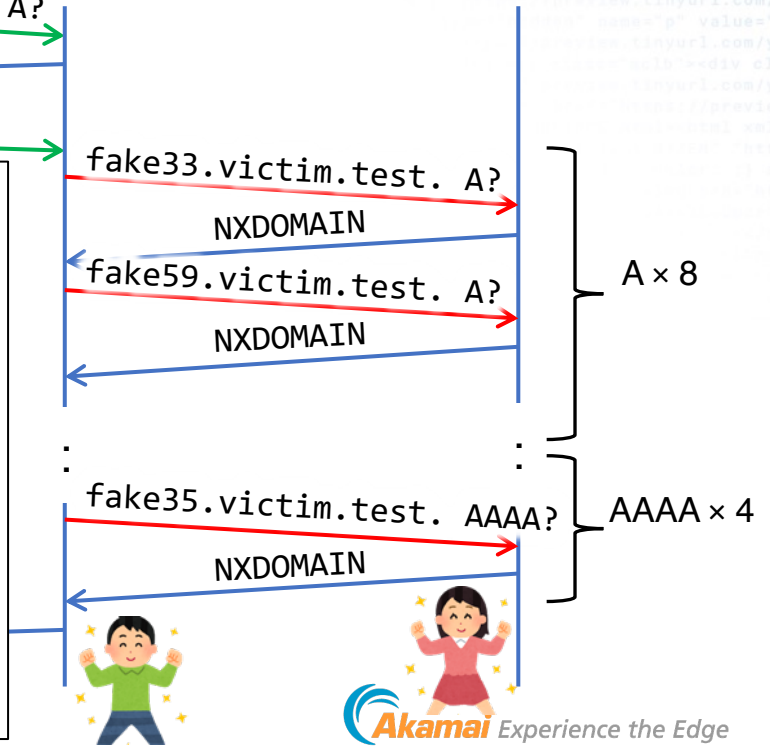 A?
fake33.victim.test. A?
NXDOMAIN
fake59.victim.test. A?
NXDOMAIN
A × 8
:
:
fake35.victim.test. AAAA?
AAAA × 4
NXDOMAIN
Akamai Experience the Edge